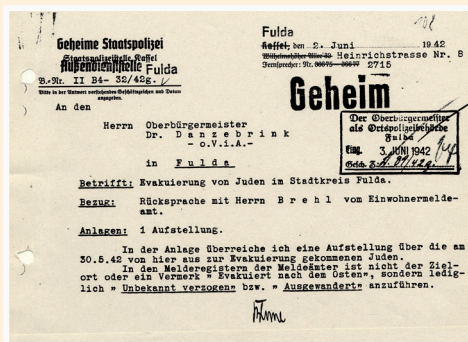 108
Geheime Staatspolizei
Staatspolizeistelle Kassel
Außendienststelle Fulda
B.-Nr. II B4- 32/42g.
Bitte in der Antwort vorstehendes Geschäftszeichen und Datum
angegeben.
Fulda
Kassel, den 2. Juni 1942
Wilhelmshöher Heinrichstrasse Nr. 8
Fernsprecher: Nr. 2715
Geheim
An den
Herrn Oberbürgermeister
Dr. Danzebrink
-o.V.i.A.-
in Fulda
Der Oberbürgermeister
als Ortspolizeibehörde
Fulda
Eing. 3. JUNI 1942
Gesch. Z.
Betrifft: Evakuierung von Juden im Stadtkreis Fulda.
Bezug: Rücksprache mit Herrn Brehl vom Einwohnermelde-
amt.
Anlagen: 1 Aufstellung.
In der Anlage überreiche ich eine Aufstellung über die am
30.5.42 von hier aus zur Evakuierung gekommenen Juden.
In den Melderegistern der Meldeämter ist nicht der Ziel-
ort oder ein Vermerk "Evakuiert nach dem Osten", sondern ledig-
lich " Unbekannt verzogen" bzw. " Ausgewandert" anzuführen.